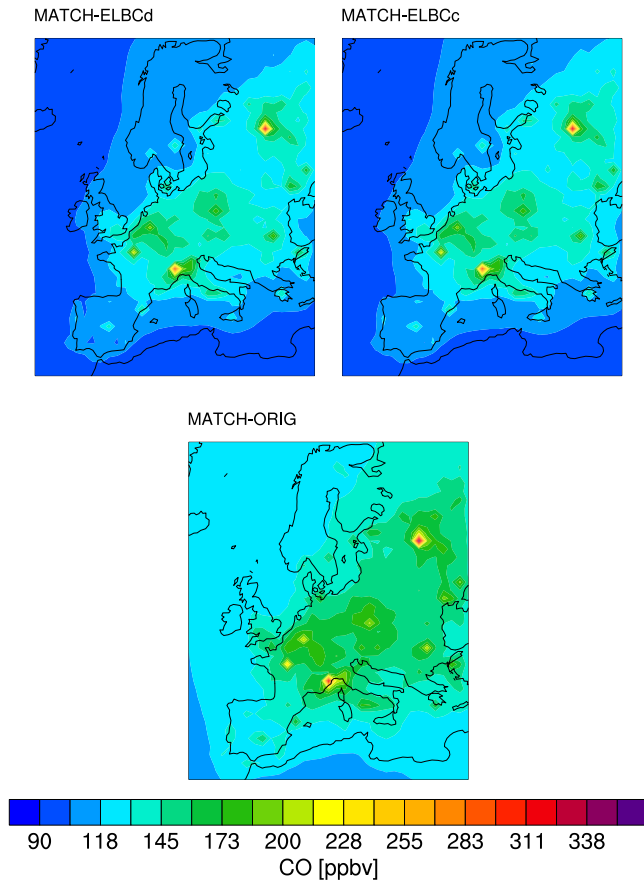 MATCH-ELBCd
MATCH-ELBCc
MATCH-ORIG
90 118 145 173 200 228 255 283 311 338
CO [ppbv]